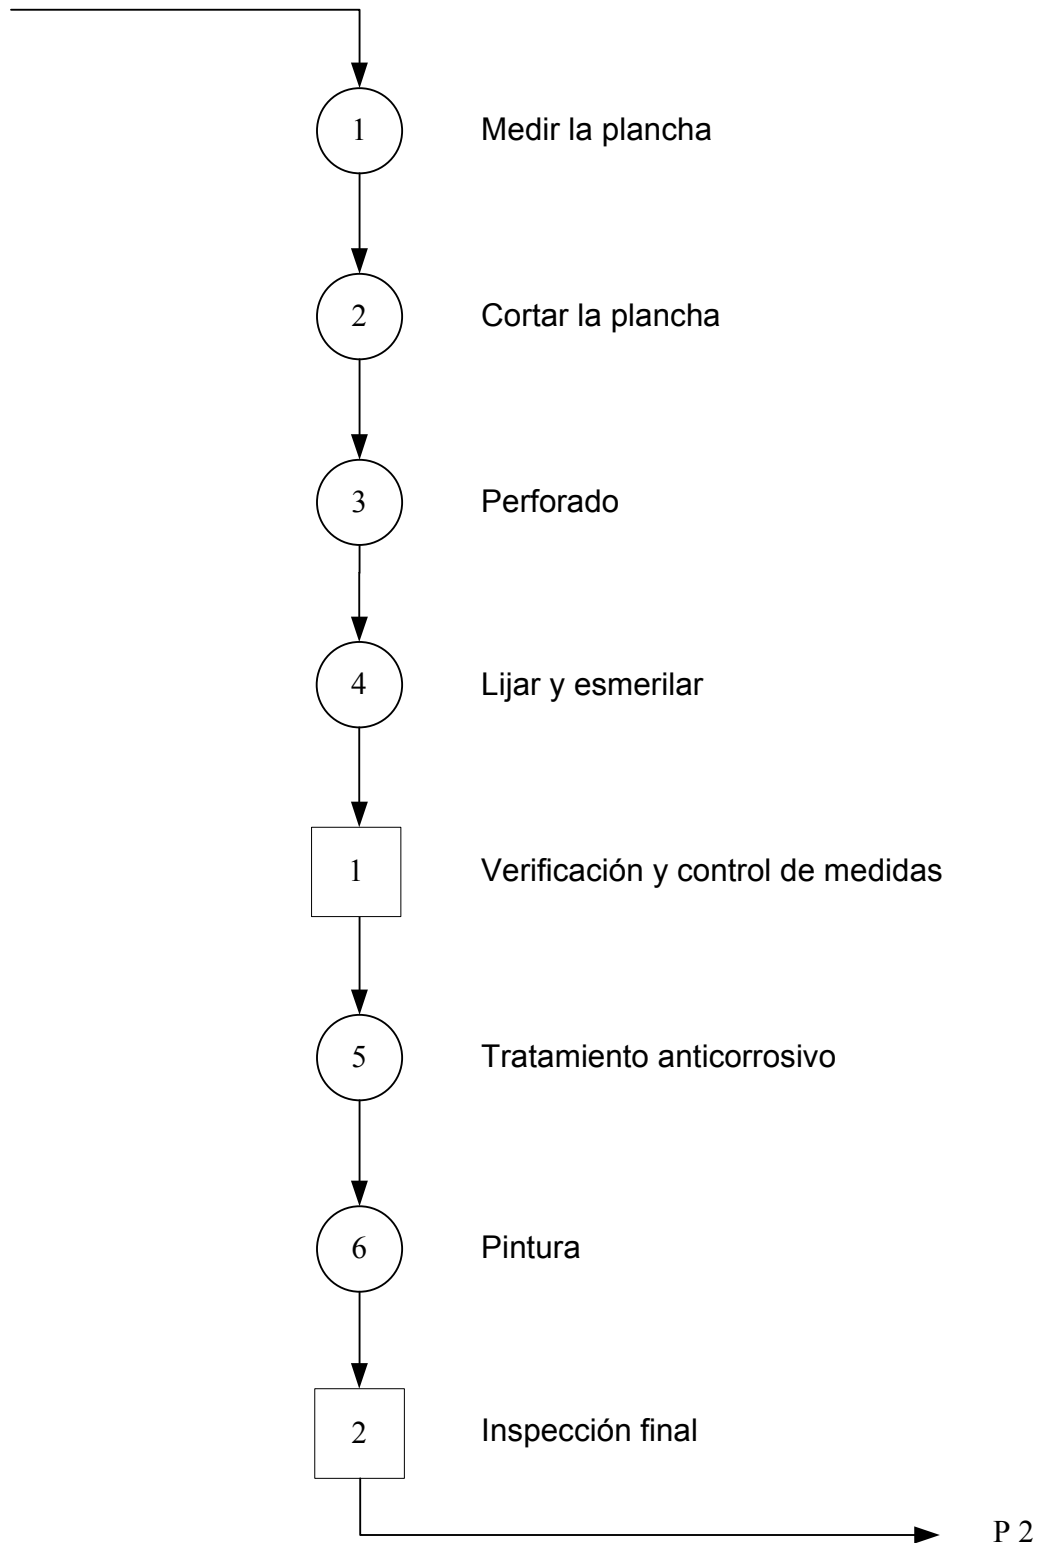 1 Medir la plancha
2 Cortar la plancha
3 Perforado
4 Lijar y esmerilar
1 Verificación y control de medidas
5 Tratamiento anticorrosivo
6 Pintura
2 Inspección final
P 2